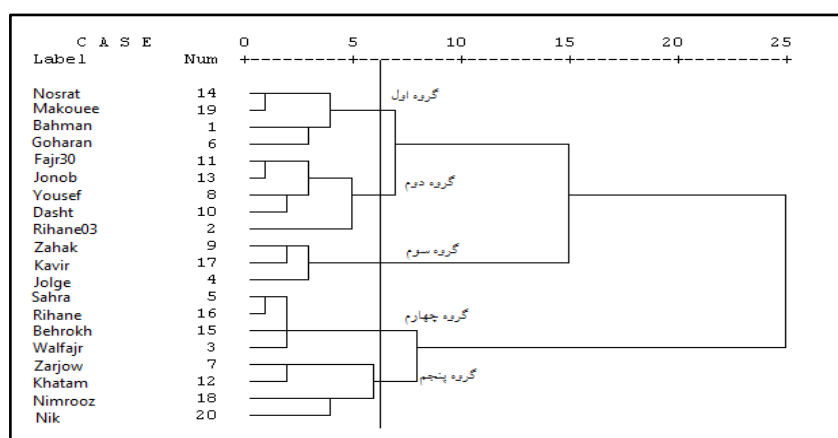 C A S E 0 5 10 15 20 25
Label Num
Nosrat 14 گروه اول
Makouee 19
Bahman 1
Goharan 6
Fajr30 11
Jonob 13 گروه دوم
Yousef 8
Dasht 10
Rihane03 2
Zahak 9 گروه سوم
Kavir 17
Jolge 4
Sahra 5
Rihane 16 گروه چهارم
Behrokh 15
Walfajr 3
Zarjow 7
Khatam 12 گروه پنجم
Nimrooz 18
Nik 20